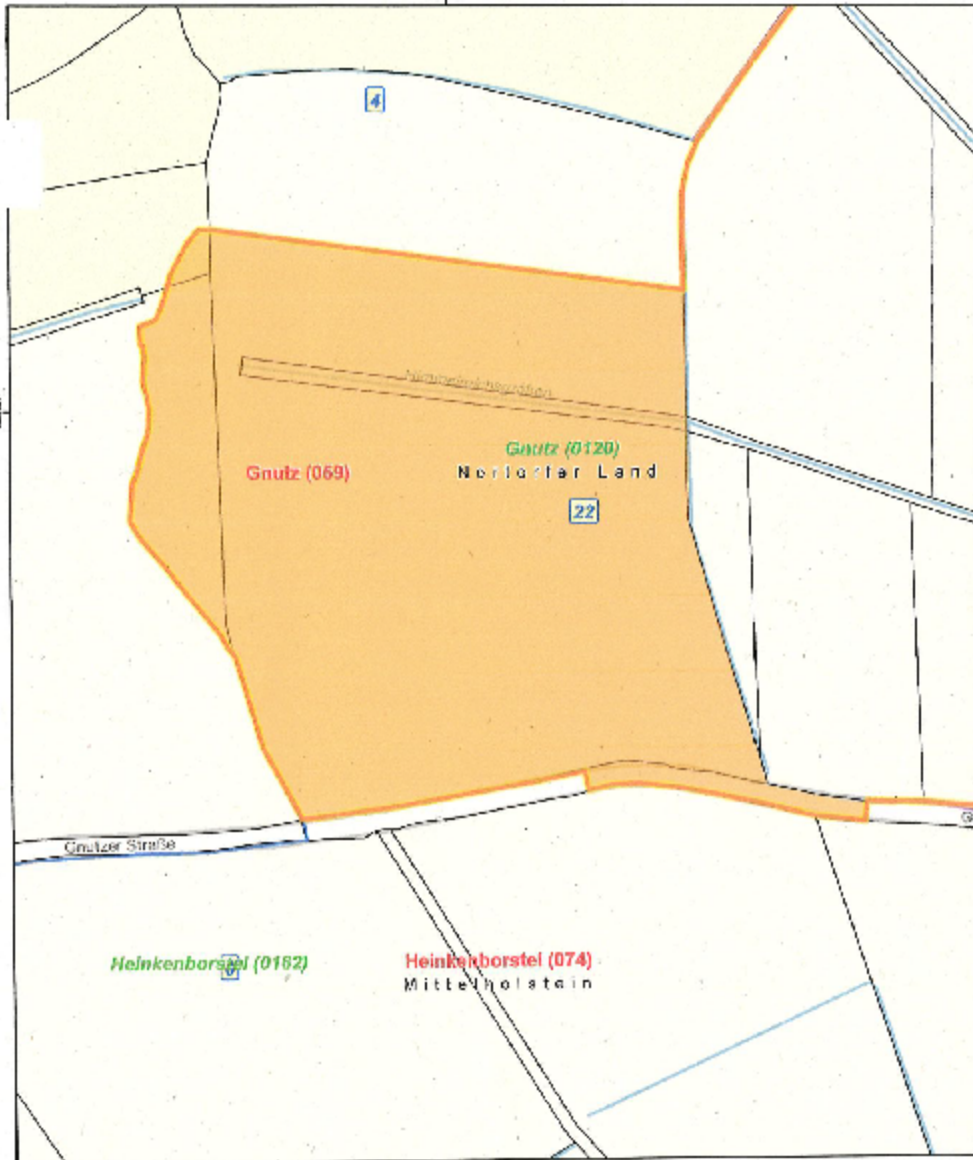 4
Gnutz (0120)
Gnutz (069)
Nortorfer Land
22
Gnutzer Straße
Heinkenborstel (0182)
Heinkenborstel (074)
Mittelholstein